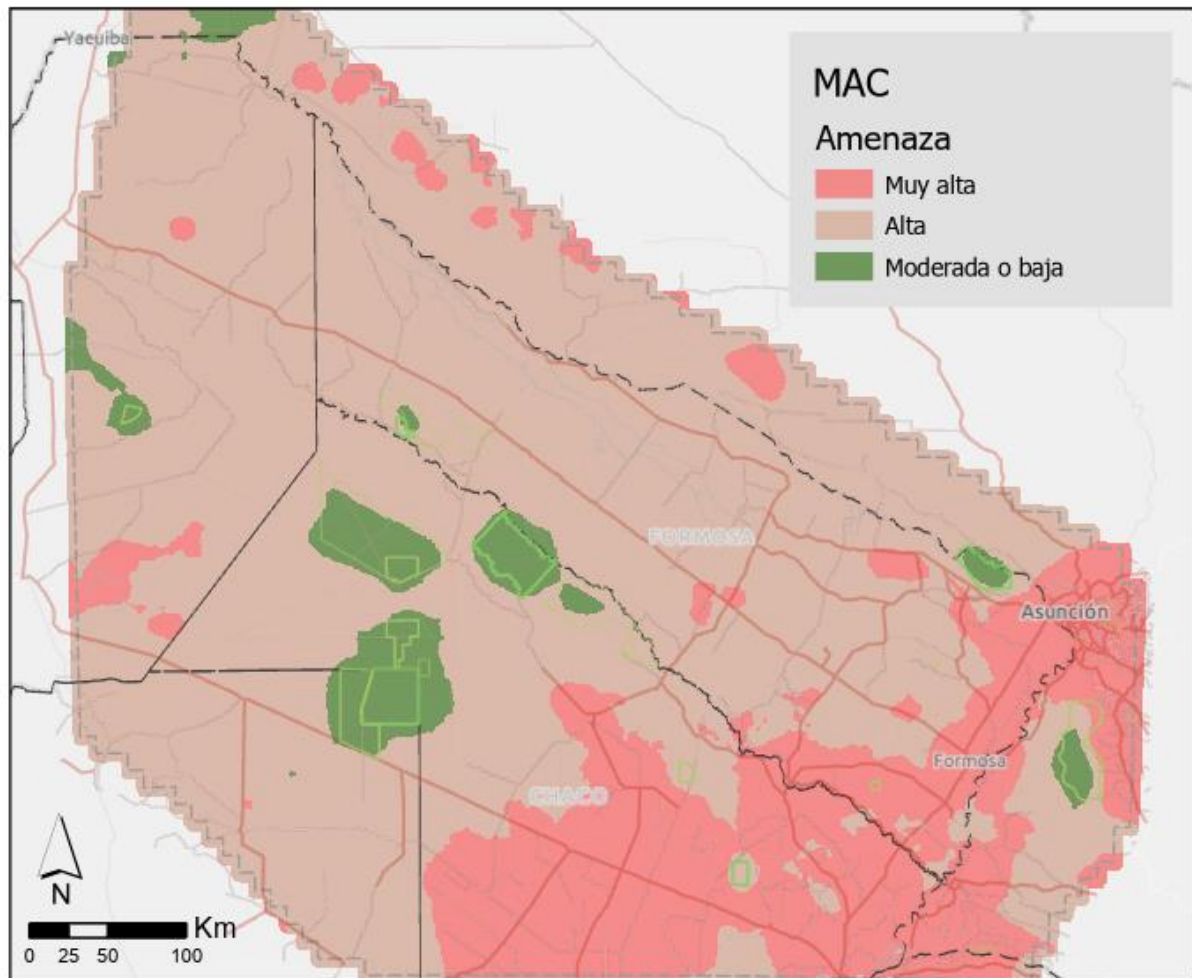 Yacuiba
MAC
Amenaza
Muy alta
Alta
Moderada o baja
FORMOSA
Asunción
Formosa
CHACO
N
Km
0 25 50 100